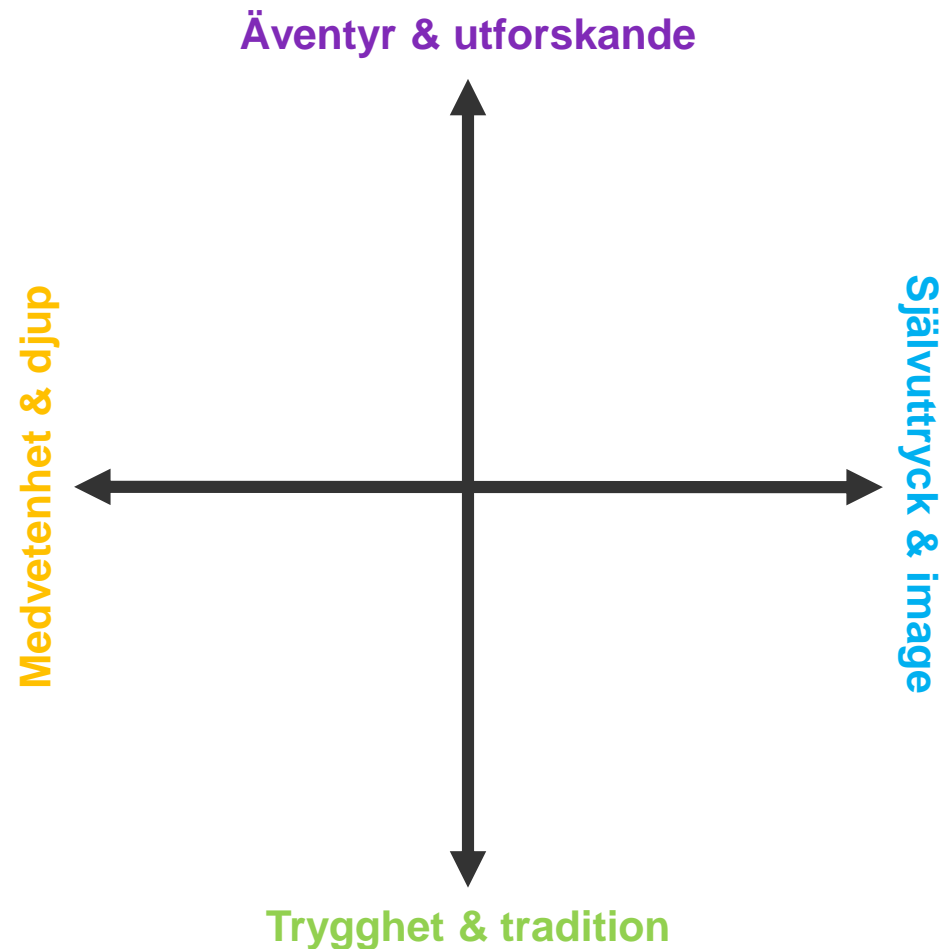 Äventyr & utforskande
Medvetenhet & djup
Självuttryck & image
Trygghet & tradition